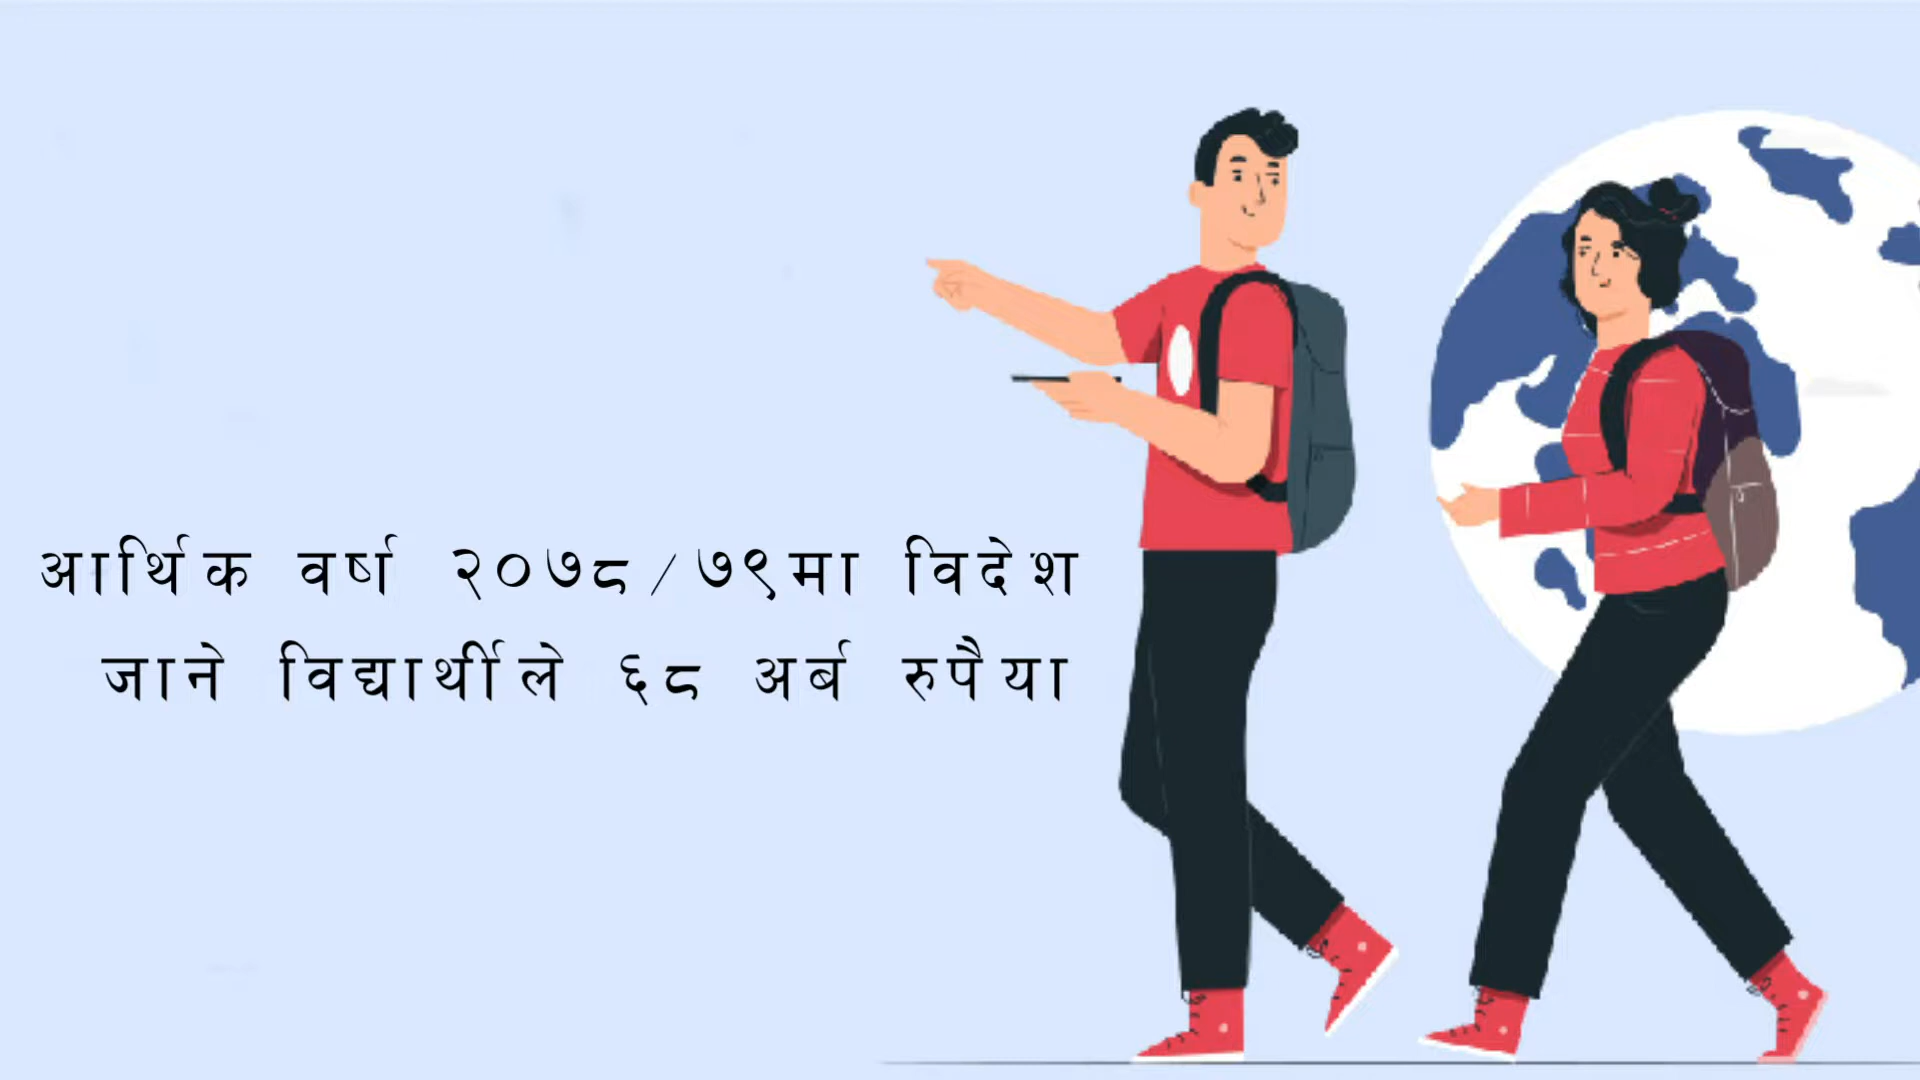 आर्थिक वर्ष २०७८/७९मा विदेश
जाने विद्यार्थीले ६८ अर्ब रुपैया